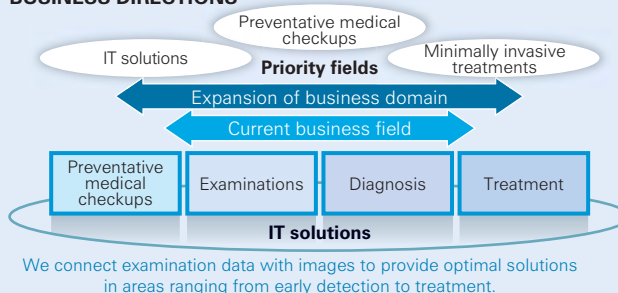 BUSINESS DIRECTIONS
Preventative medical
checkups
IT solutions
Minimally invasive
treatments
Priority fields
Expansion of business domain
Current business field
Preventative
medical
checkups
Examinations
Diagnosis
Treatment
IT solutions
We connect examination data with images to provide optimal solutions
in areas ranging from early detection to treatment.